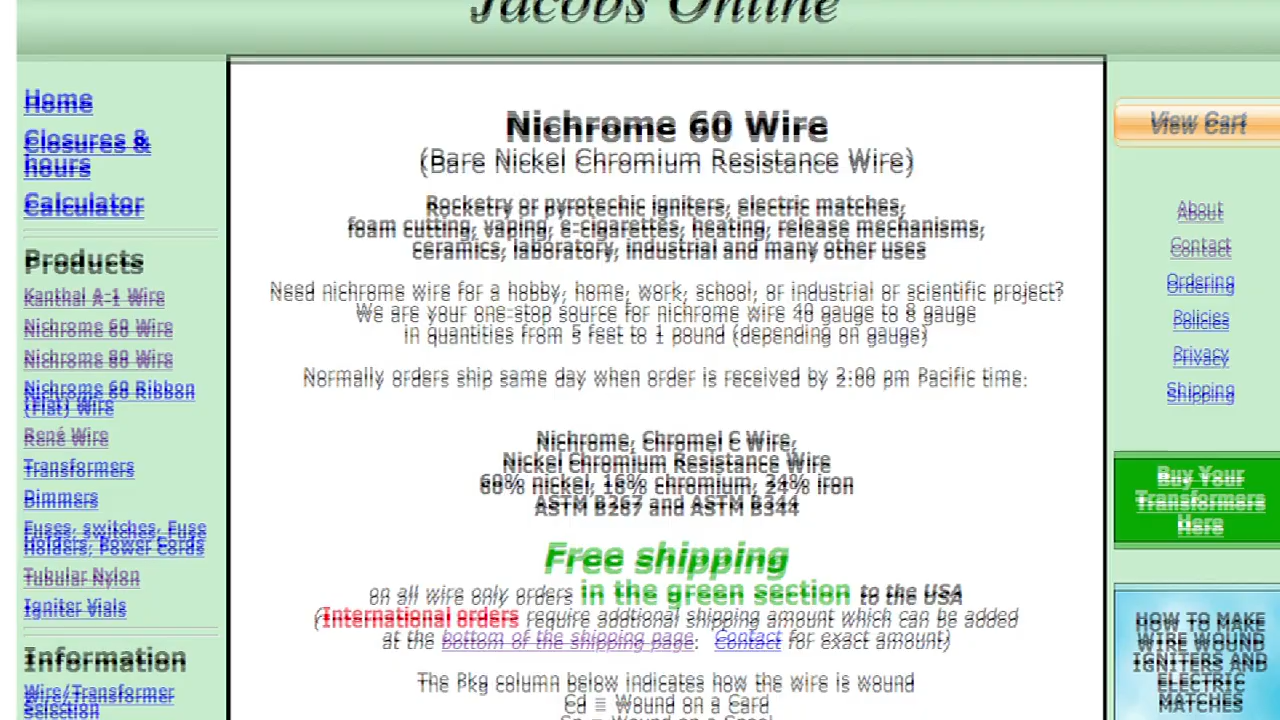 Jacobs Online
Home
Closures &
hours
Calculator
Products
Kanthal A-1 Wire
Nichrome 60 Wire
Nichrome 80 Wire
Nichrome 60 Ribbon
(Flat) Wire
René Wire
Transformers
Dimmers
Fuses, switches, Fuse
Holders, Power Cords
Tubular Nylon
Igniter Vials
Information
Wire/Transformer
Selection
Nichrome 60 Wire
(Bare Nickel Chromium Resistance Wire)
Rocketry or pyrotechic igniters, electric matches,
foam cutting, vaping, e-cigarettes, heating, release mechanisms,
ceramics, laboratory, industrial and many other uses
Need nichrome wire for a hobby, home, work, school, or industrial or scientific project?
We are your one-stop source for nichrome wire 40 gauge to 8 gauge
in quantities from 5 feet to 1 pound (depending on gauge)
Normally orders ship same day when order is received by 2:00 pm Pacific time.
Nichrome, Chromel C Wire,
Nickel Chromium Resistance Wire
60% nickel, 16% chromium, 24% iron
ASTM B267 and ASTM B344
Free shipping
on all wire only orders in the green section to the USA
(International orders require addtional shipping amount which can be added
at the bottom of the shipping page. Contact for exact amount)
The Pkg column below indicates how the wire is wound
Cd = Wound on a Card
Sp = Wound on a Spool
View Cart
About
Contact
Ordering
Policies
Privacy
Shipping
Buy Your
Transformers
Here
HOW TO MAKE
WIRE WOUND
IGNITERS AND
ELECTRIC
MATCHES